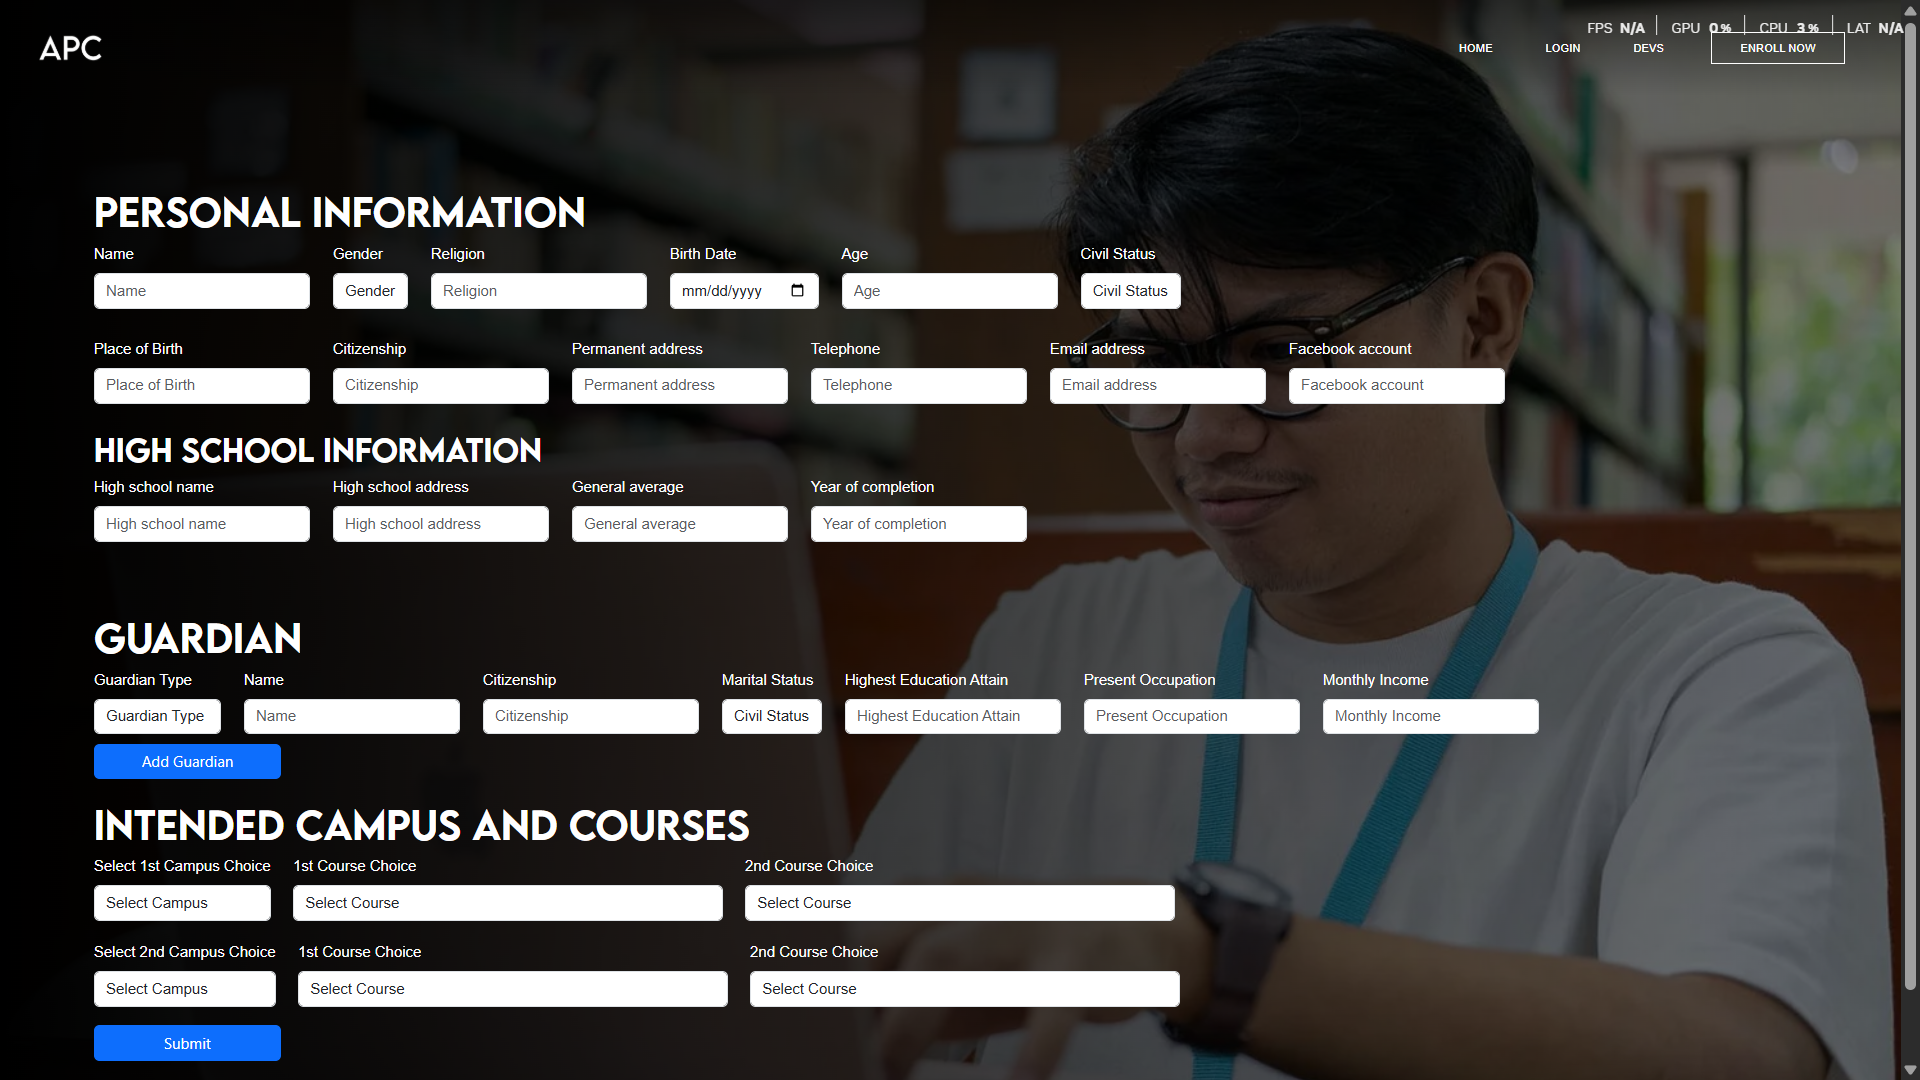 FPS N/A GPU 0% CPU 3% LAT N/A
APC HOME LOGIN DEVS ENROLL NOW
PERSONAL INFORMATION
Name Gender Religion Birth Date Age Civil Status
Name Gender Religion mm/dd/yyyy Age Civil Status
Place of Birth Citizenship Permanent address Telephone Email address Facebook account
Place of Birth Citizenship Permanent address Telephone Email address Facebook account
HIGH SCHOOL INFORMATION
High school name High school address General average Year of completion
High school name High school address General average Year of completion
GUARDIAN
Guardian Type Name Citizenship Marital Status Highest Education Attain Present Occupation Monthly Income
Guardian Type Name Citizenship Civil Status Highest Education Attain Present Occupation Monthly Income
Add Guardian
INTENDED CAMPUS AND COURSES
Select 1st Campus Choice 1st Course Choice 2nd Course Choice
Select Campus Select Course Select Course
Select 2nd Campus Choice 1st Course Choice 2nd Course Choice
Select Campus Select Course Select Course
Submit